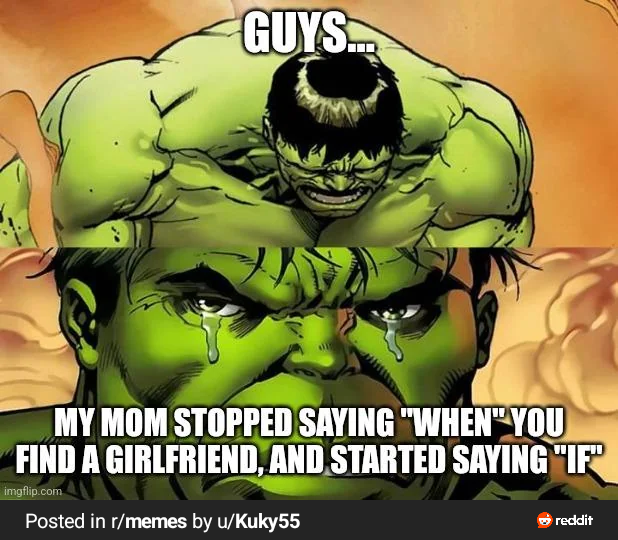 GUYS...
MY MOM STOPPED SAYING "WHEN" YOU
FIND A GIRLFRIEND, AND STARTED SAYING "IF"
imgflip.com
Posted in r/memes by u/Kuky55
reddit